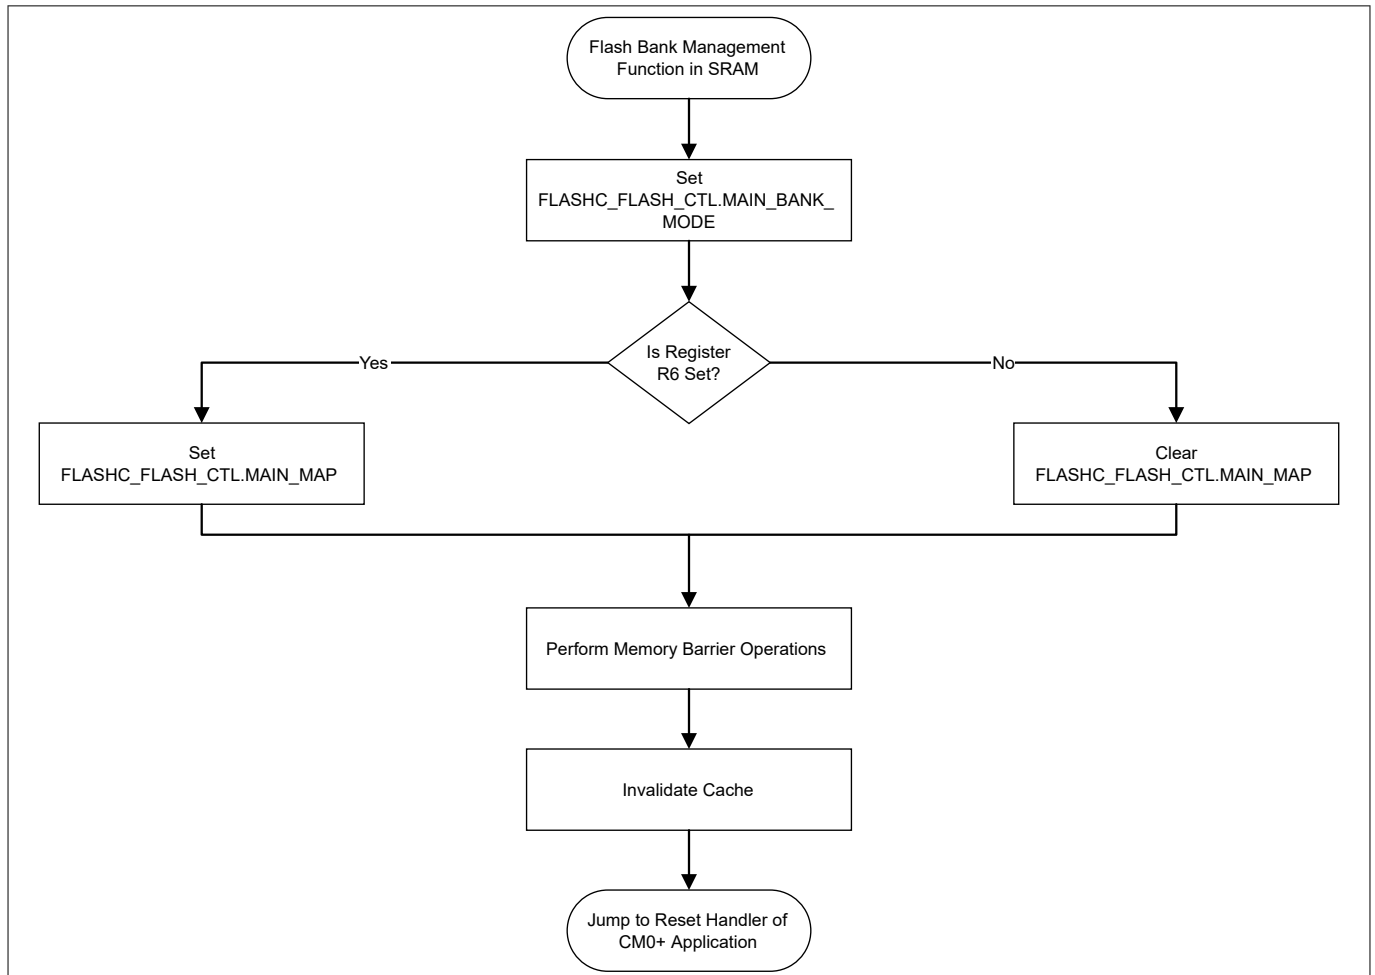 Flash Bank Management
Function in SRAM
Set
FLASHC_FLASH_CTL.MAIN_BANK_
MODE
Is Register
R6 Set?
Yes
No
Set
FLASHC_FLASH_CTL.MAIN_MAP
Clear
FLASHC_FLASH_CTL.MAIN_MAP
Perform Memory Barrier Operations
Invalidate Cache
Jump to Reset Handler of
CM0+ Application